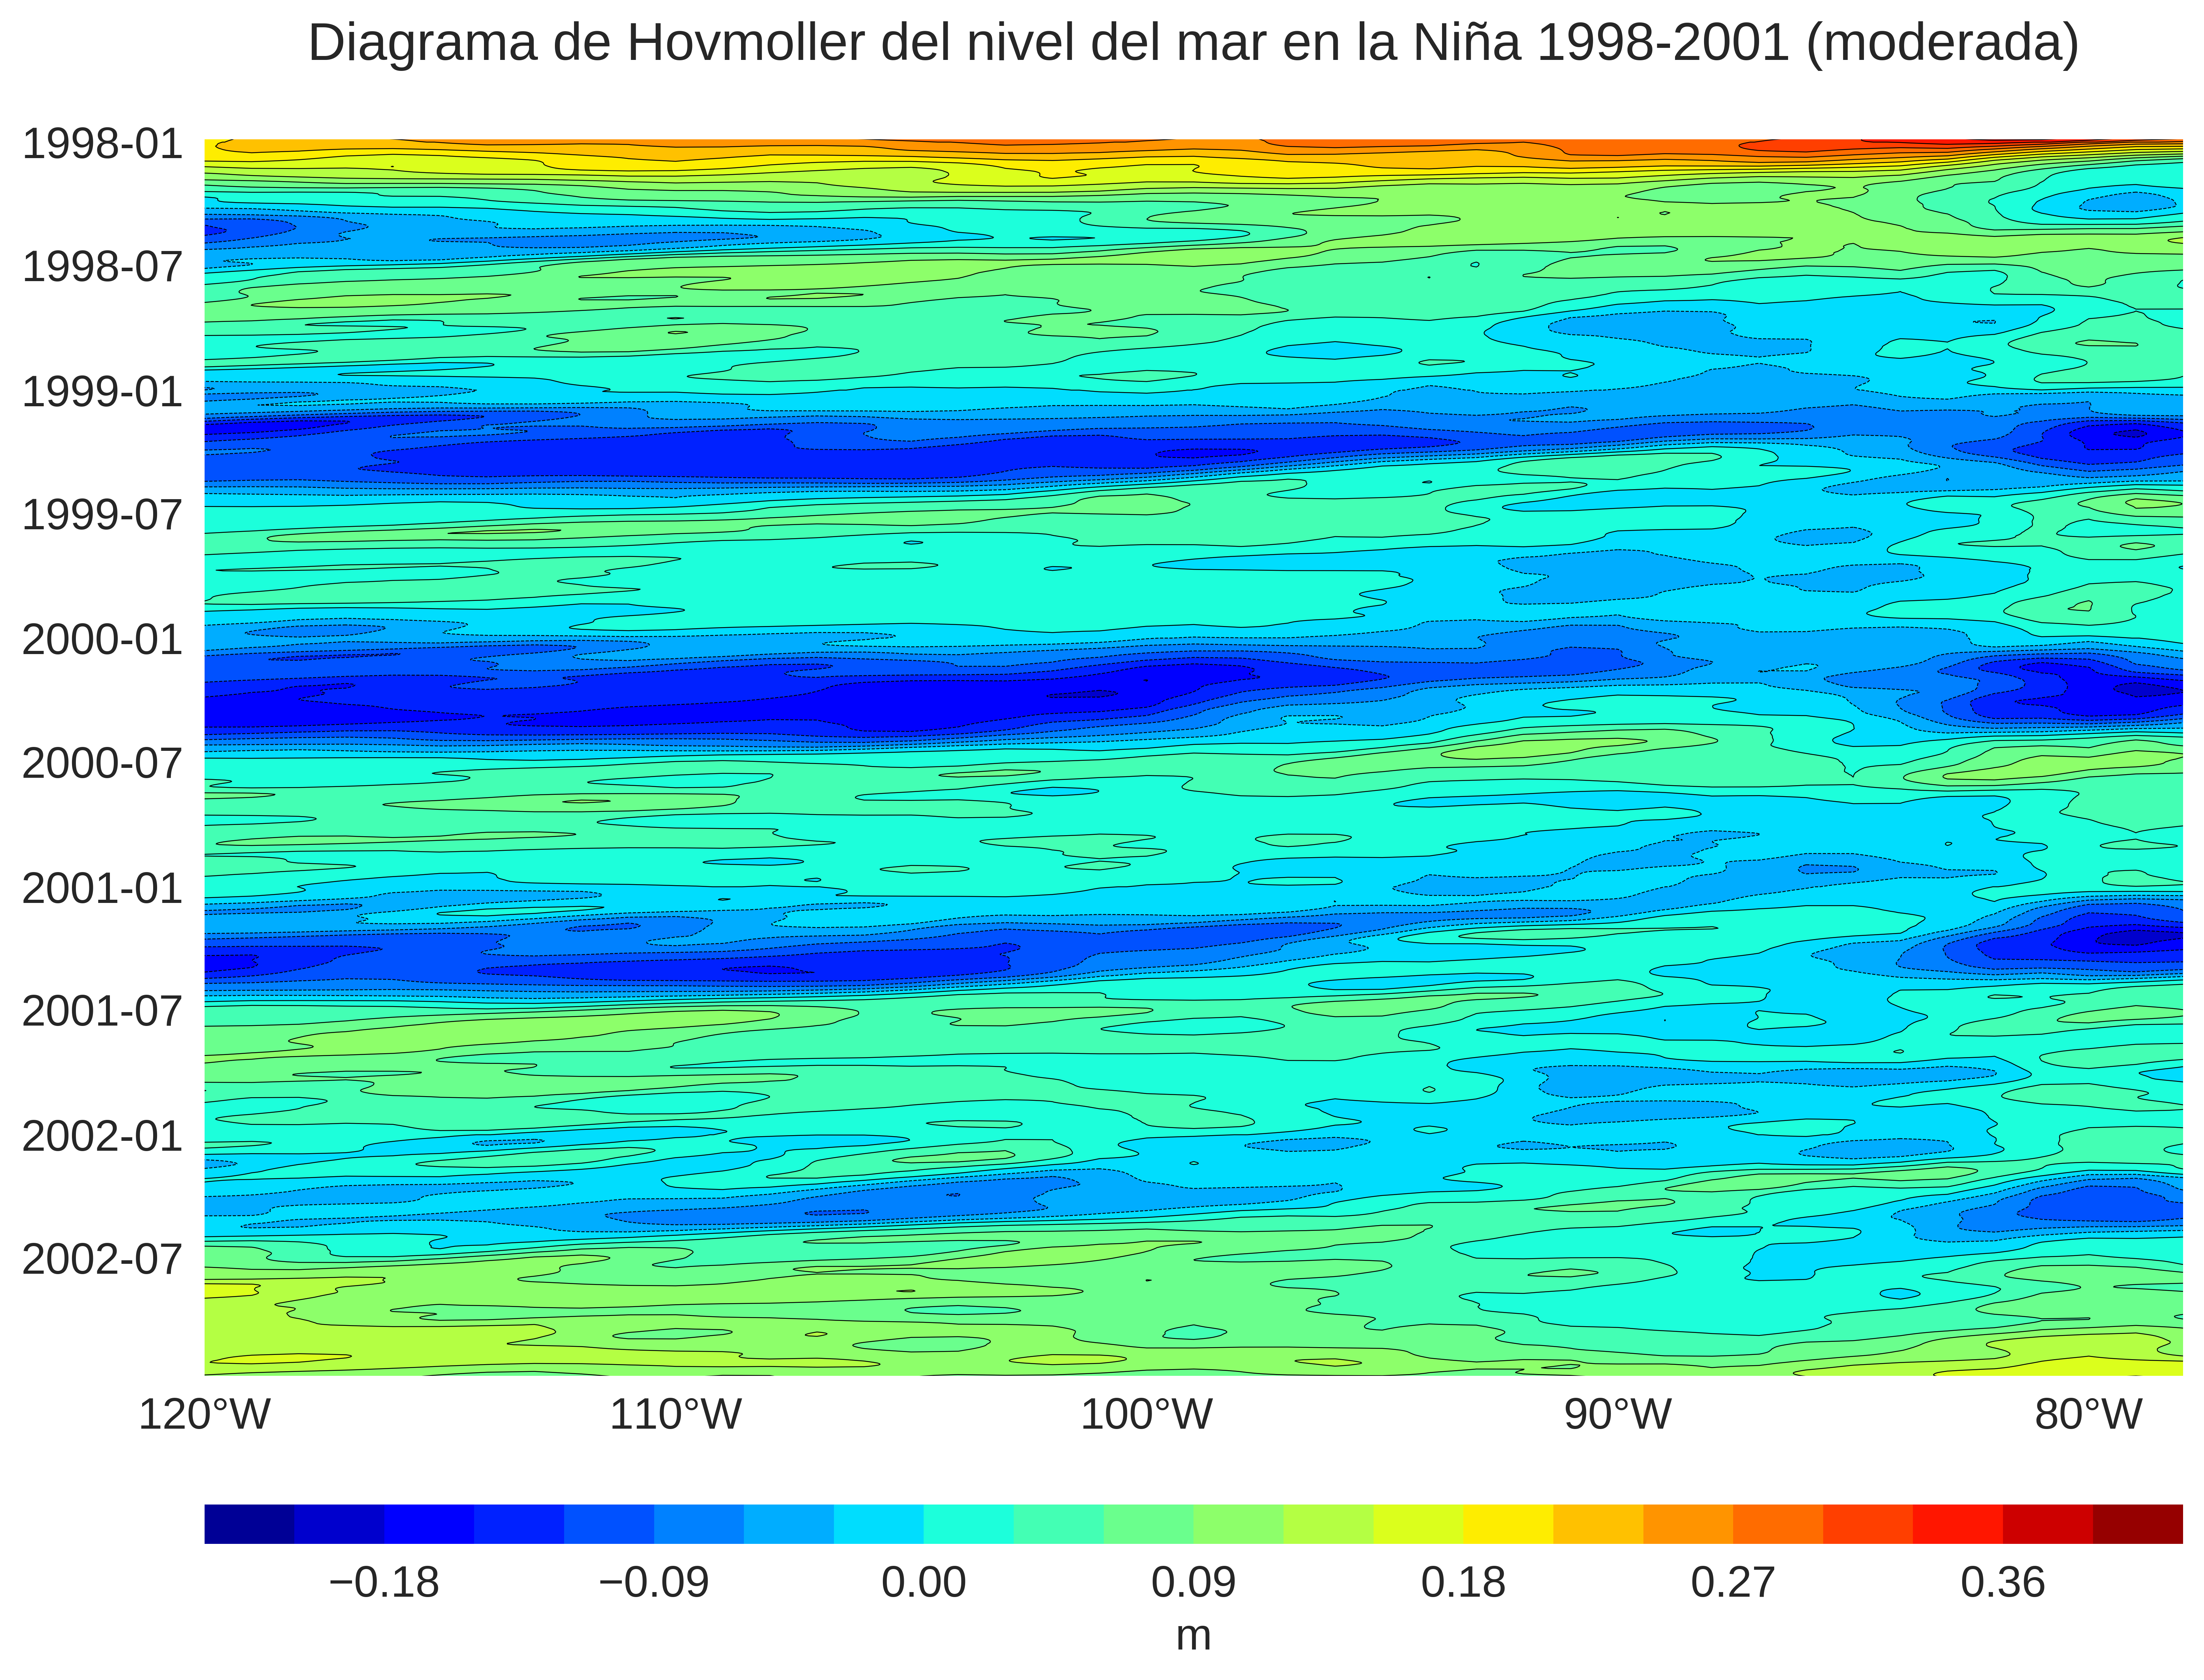 Diagrama de Hovmoller del nivel del mar en la Niña 1998-2001 (moderada)
1998-01
1998-07
1999-01
1999-07
2000-01
2000-07
2001-01
2001-07
2002-01
2002-07
120°W 110°W 100°W 90°W 80°W
−0.18 −0.09 0.00 0.09 0.18 0.27 0.36
m